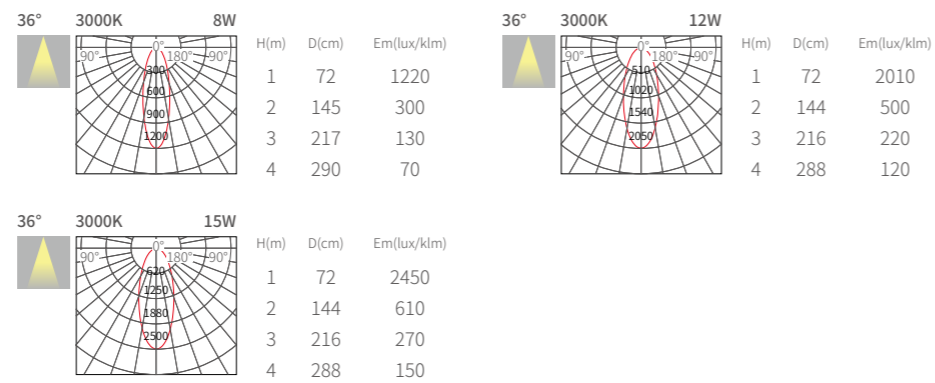 36° 3000K 8W
H(m) D(cm) Em(lux/klm)
0°
-90° 180° -90°
300
600
900
1200
1 72 1220
2 145 300
3 217 130
4 290 70
36° 3000K 12W
H(m) D(cm) Em(lux/klm)
0°
-90° 180° -90°
510
1020
1540
2050
1 72 2010
2 144 500
3 216 220
4 288 120
36° 3000K 15W
H(m) D(cm) Em(lux/klm)
0°
-90° 180° -90°
620
1250
1880
2500
1 72 2450
2 144 610
3 216 270
4 288 150